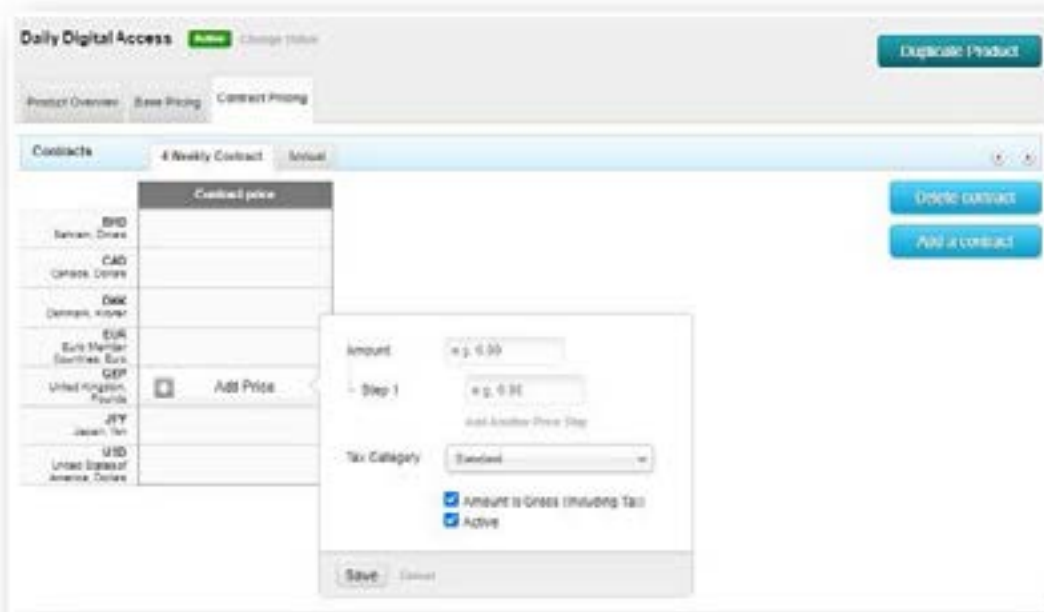 Daily Digital Access Active Change Status
Duplicate Product
Product Overview Base Pricing Contract Pricing
Contracts 4 Weekly Contract Annual
Contract price
Delete contract
Add a contract
BHD
Bahrain, Dinars
CAD
Canada, Dollars
DKK
Denmark, Kroner
EUR
Euro Member
Countries, Euro
GBP
United Kingdom,
Pounds
Add Price
JPY
Japan, Yen
USD
United States of
America, Dollars
Amount e.g. 6.99
Step 1 e.g. 6.98
Add Another Price Step
Tax Category Standard
Amount is Gross (Including Tax)
Active
Save Cancel